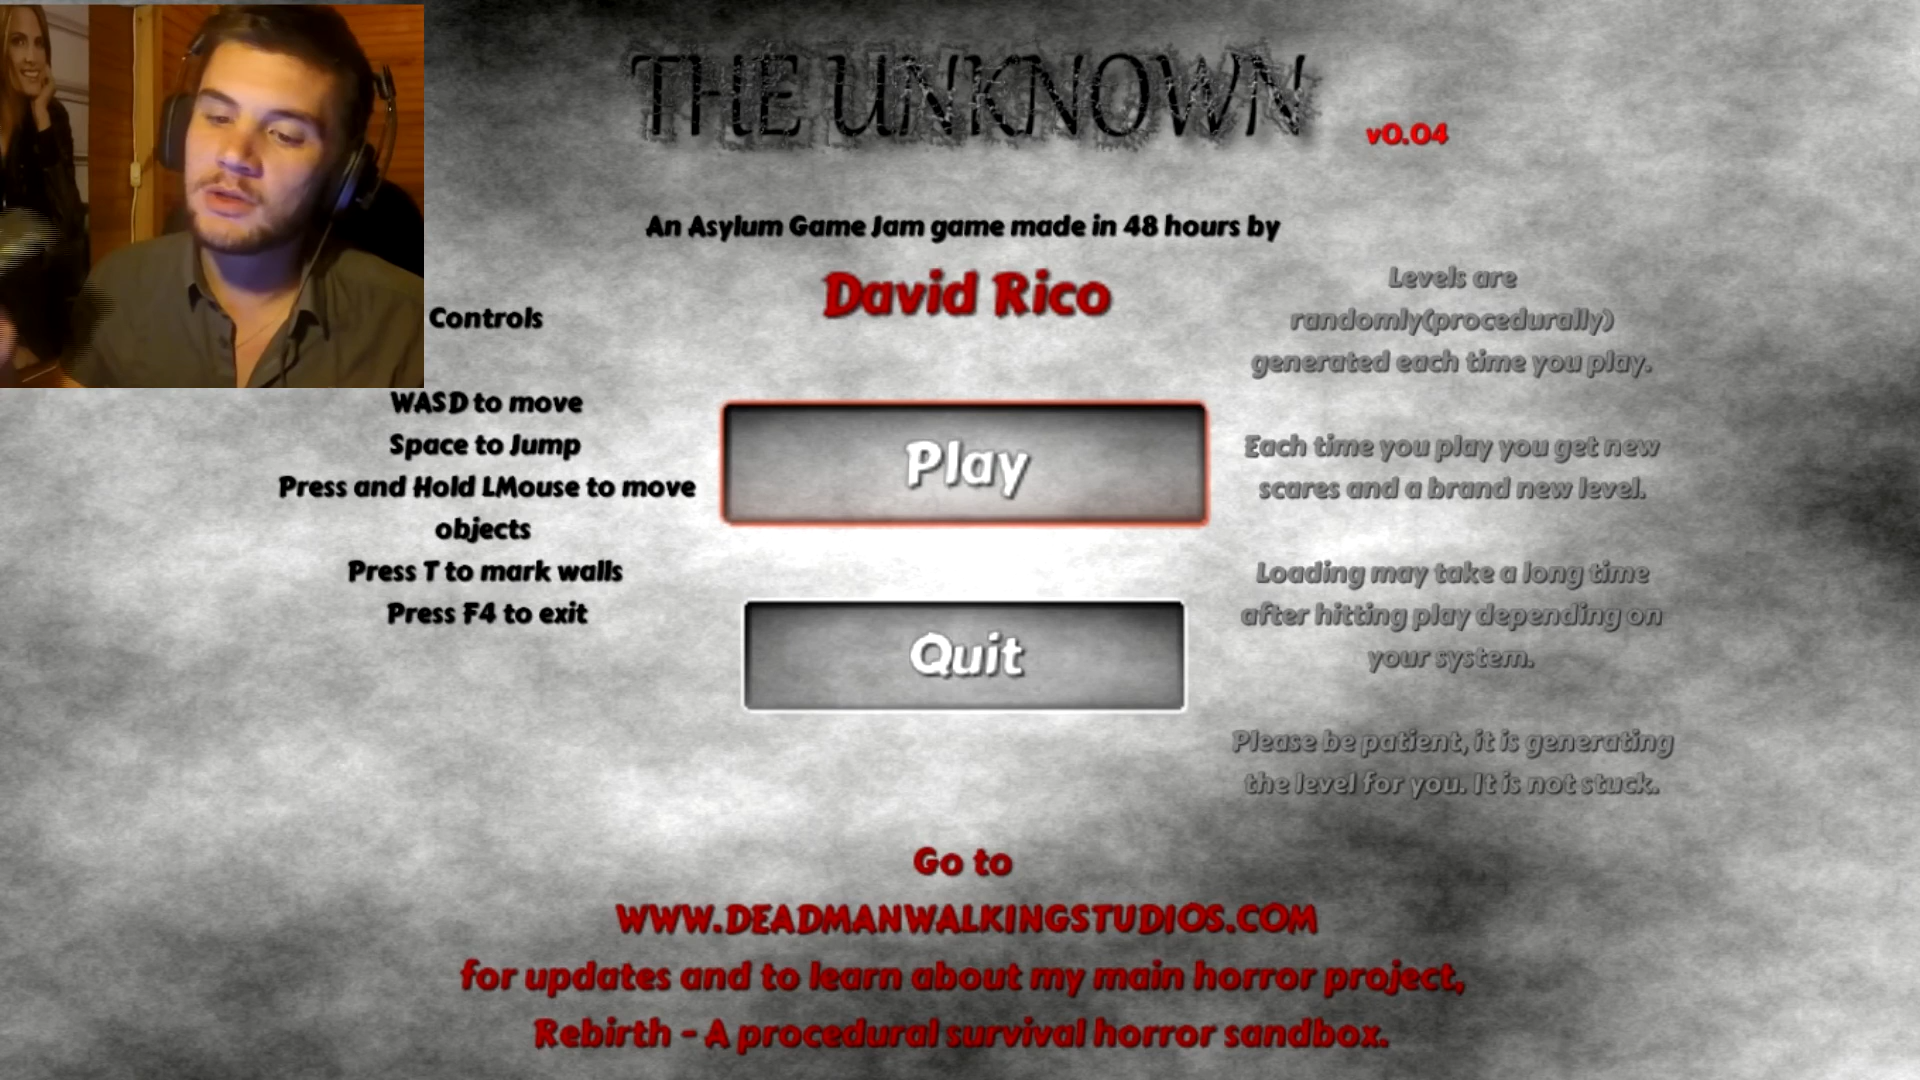 THE UNKNOWN
v0.04
An Asylum Game Jam game made in 48 hours by
David Rico
Controls
WASD to move
Space to Jump
Press and Hold LMouse to move
objects
Press T to mark walls
Press F4 to exit
Play
Quit
Levels are
randomly(procedurally)
generated each time you play.
Each time you play you get new
scares and a brand new level.
Loading may take a long time
after hitting play depending on
your system.
Please be patient, it is generating
the level for you. It is not stuck.
Go to
WWW.DEADMANWALKINGSTUDIOS.COM
for updates and to learn about my main horror project,
Rebirth - A procedural survival horror sandbox.